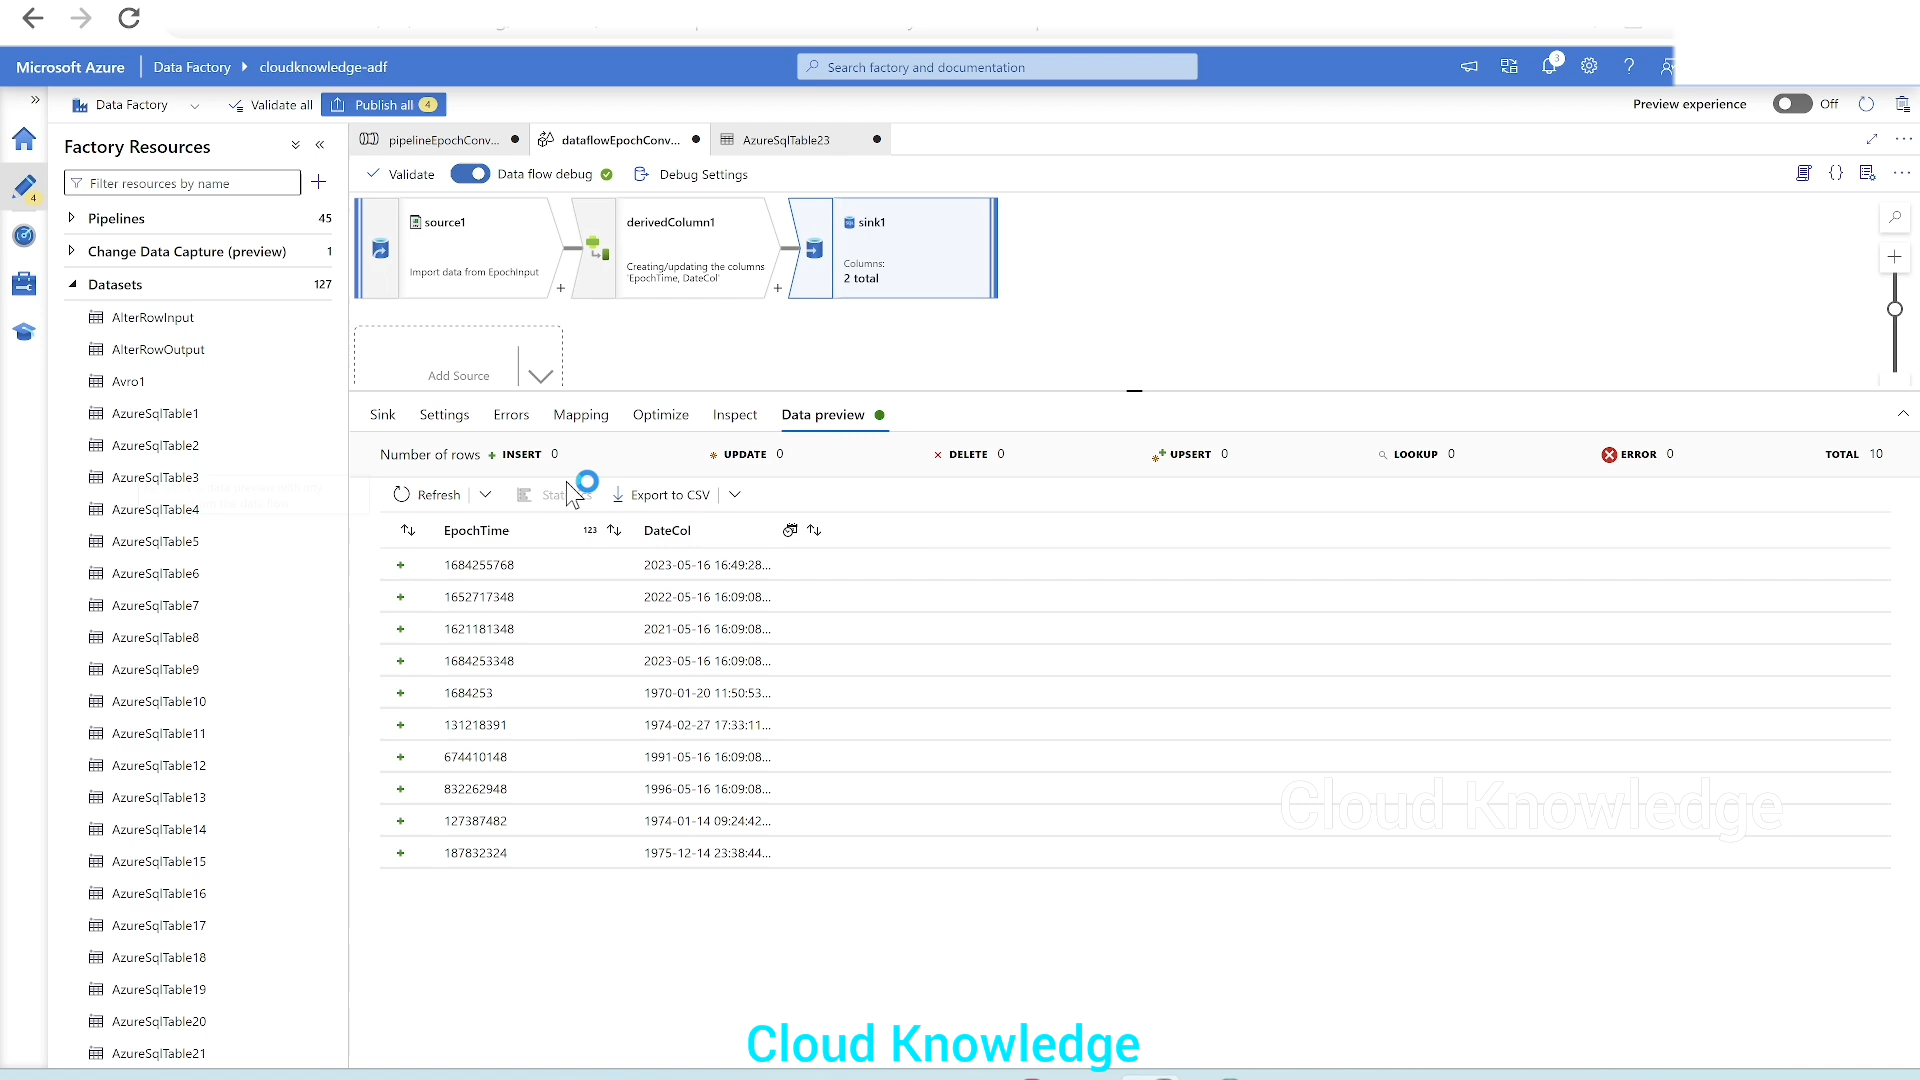 Microsoft Azure
Data Factory
cloudknowledge-adf
Search factory and documentation
3
Data Factory
Validate all
Publish all 4
Preview experience
Off
Factory Resources
pipelineEpochConv...
dataflowEpochConv...
AzureSqlTable23
4
Filter resources by name
Validate
Data flow debug
Debug Settings
Pipelines 45
Change Data Capture (preview) 1
Datasets 127
AlterRowInput
AlterRowOutput
Avro1
AzureSqlTable1
AzureSqlTable2
AzureSqlTable3
AzureSqlTable4
AzureSqlTable5
AzureSqlTable6
AzureSqlTable7
AzureSqlTable8
AzureSqlTable9
AzureSqlTable10
AzureSqlTable11
AzureSqlTable12
AzureSqlTable13
AzureSqlTable14
AzureSqlTable15
AzureSqlTable16
AzureSqlTable17
AzureSqlTable18
AzureSqlTable19
AzureSqlTable20
AzureSqlTable21
source1
Import data from EpochInput
derivedColumn1
Creating/updating the columns
'EpochTime, DateCol'
sink1
Columns:
2 total
Add Source
Sink Settings Errors Mapping Optimize Inspect Data preview
Number of rows INSERT 0 UPDATE 0 DELETE 0 UPSERT 0 LOOKUP 0 ERROR 0 TOTAL 10
Refresh Export to CSV
EpochTime 123 DateCol
1684255768 2023-05-16 16:49:28...
1652717348 2022-05-16 16:09:08...
1621181348 2021-05-16 16:09:08...
1684253348 2023-05-16 16:09:08...
1684253 1970-01-20 11:50:53...
131218391 1974-02-27 17:33:11...
674410148 1991-05-16 16:09:08...
832262948 1996-05-16 16:09:08...
127387482 1974-01-14 09:24:42...
187832324 1975-12-14 23:38:44...
Cloud Knowledge
Cloud Knowledge